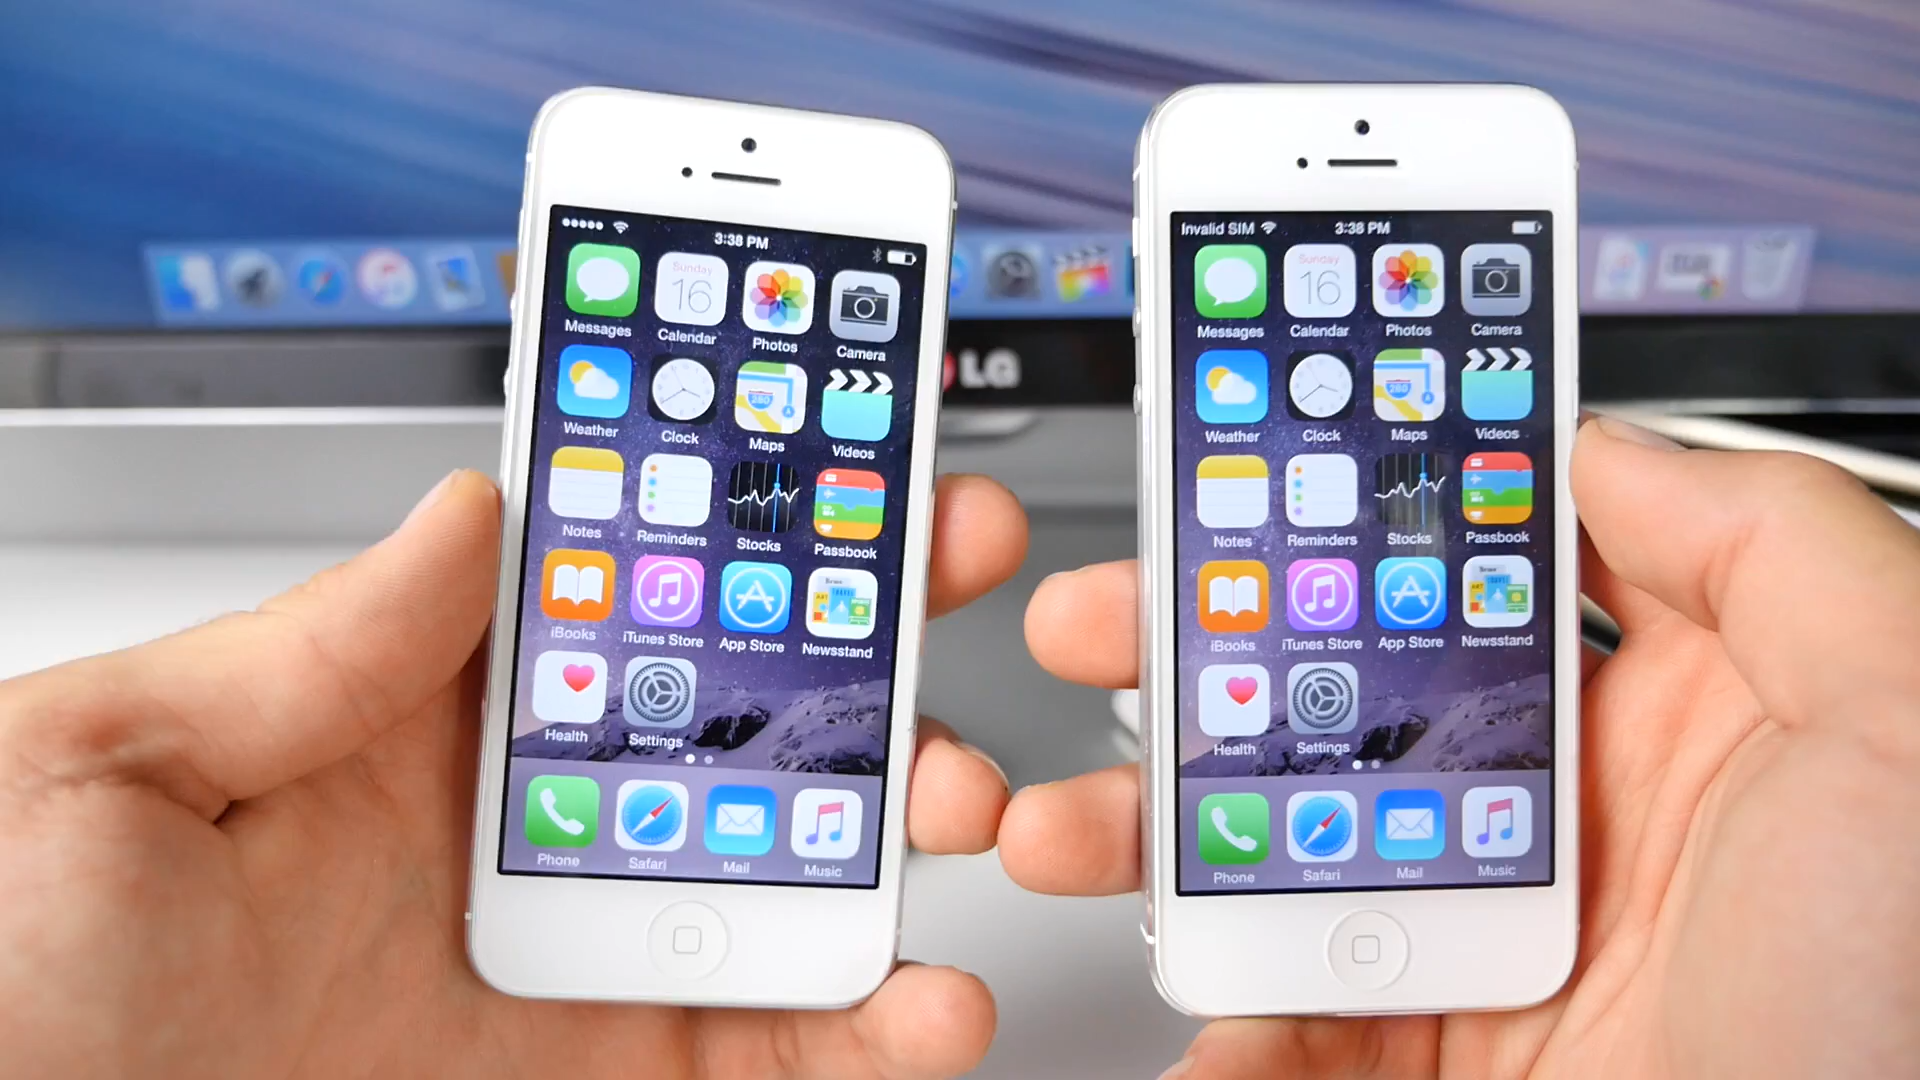 3:38 PM
Sunday
16
Messages
Calendar
Photos
Camera
280
Weather
Clock
Maps
Videos
Notes
Reminders
Stocks
Passbook
iBooks
iTunes Store
App Store
Newsstand
Health
Settings
Phone
Safari
Mail
Music
LG
Invalid SIM
3:38 PM
Sunday
16
Messages
Calendar
Photos
Camera
280
Weather
Clock
Maps
Videos
Notes
Reminders
Stocks
Passbook
iBooks
iTunes Store
App Store
Newsstand
Health
Settings
Phone
Safari
Mail
Music